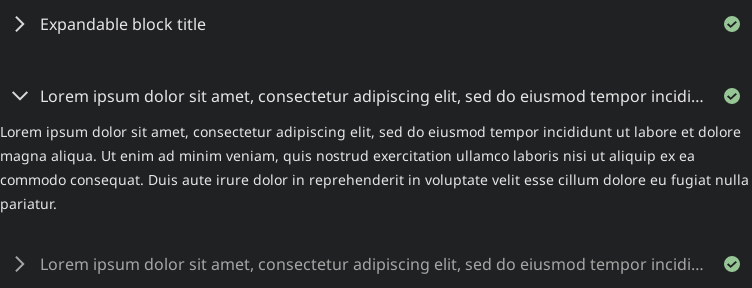 Expandable block title
Lorem ipsum dolor sit amet, consectetur adipiscing elit, sed do eiusmod tempor incidi...
Lorem ipsum dolor sit amet, consectetur adipiscing elit, sed do eiusmod tempor incididunt ut labore et dolore
magna aliqua. Ut enim ad minim veniam, quis nostrud exercitation ullamco laboris nisi ut aliquip ex ea
commodo consequat. Duis aute irure dolor in reprehenderit in voluptate velit esse cillum dolore eu fugiat nulla
pariatur.
Lorem ipsum dolor sit amet, consectetur adipiscing elit, sed do eiusmod tempor incidi...